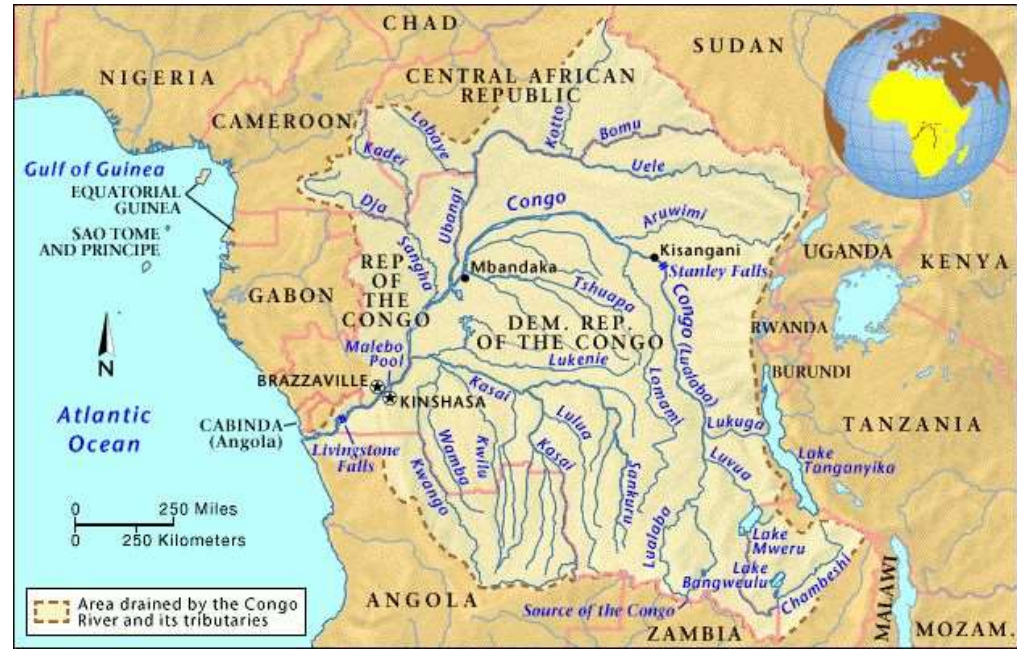 CHAD
SUDAN
NIGERIA
CENTRAL AFRICAN
REPUBLIC
CAMEROON
Lobaye
Kotto
Bomu
Kadei
Uele
Gulf of Guinea
EQUATORIAL
GUINEA
Dja
Ubangi
Congo
Aruwimi
SAO TOME
AND PRINCIPE
Sangha
Kisangani
UGANDA
KENYA
REP
OF
THE
CONGO
Mbandaka
Stanley Falls
GABON
Tshuapa
Congo (Lualaba)
DEM. REP.
OF THE CONGO
RWANDA
Malebo
Pool
Lukenie
BURUNDI
N
BRAZZAVILLE
Kasai
Lomami
KINSHASA
Atlantic
Ocean
CABINDA
(Angola)
Lulua
Lukuga
TANZANIA
Livingstone
Falls
Wamba
Kwilu
Kasai
Luvua
Lake
Tanganyika
Kwango
Sankuru
0 250 Miles
0 250 Kilometers
Lualabo
Lake
Mweru
Lake
Bangweulu
Chambeshi
Area drained by the Congo
River and its tributaries
ANGOLA
Source of the Congo
ZAMBIA
MALAWI
MOZAM.